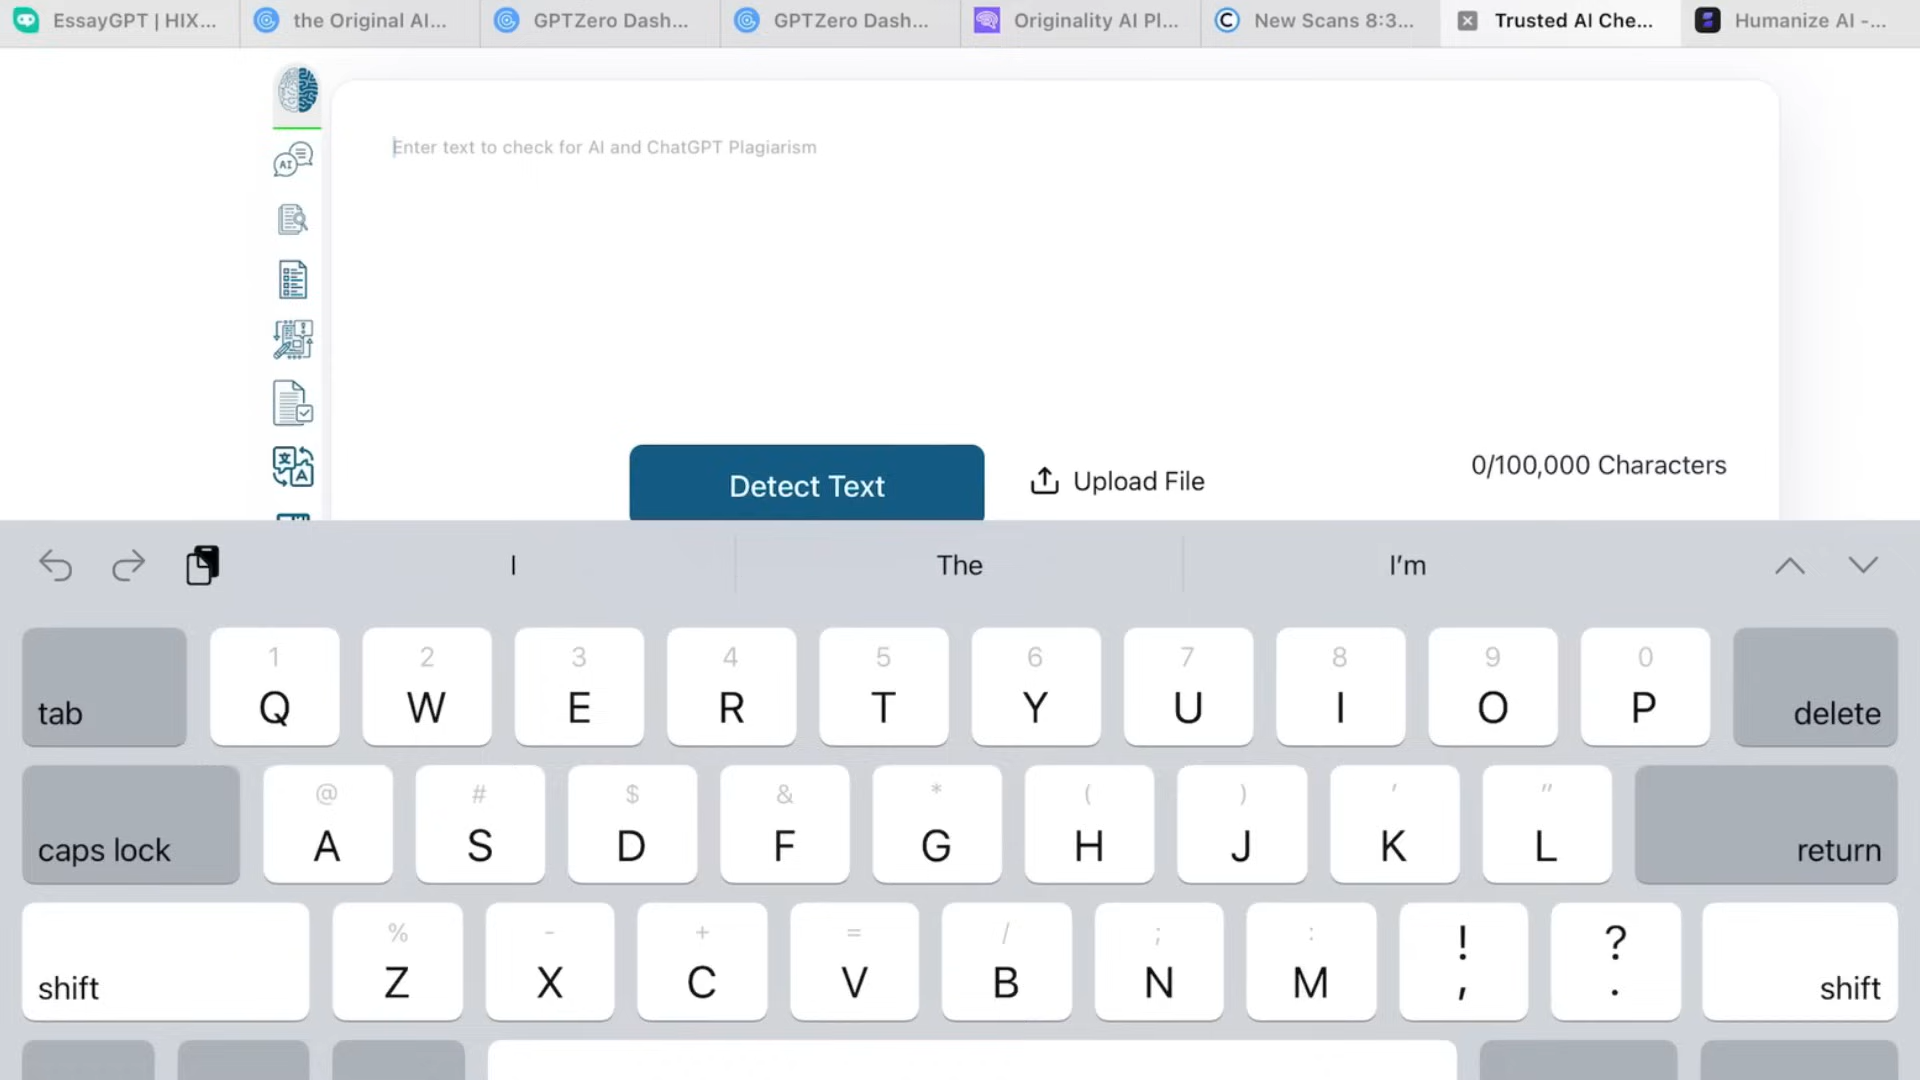 EssayGPT | HIX...
the Original AI...
GPTZero Dash...
GPTZero Dash...
Originality AI Pl...
New Scans 8:3...
Trusted AI Che...
Humanize AI -...
Enter text to check for AI and ChatGPT Plagiarism
AI
文 A
Detect Text
Upload File
0/100,000 Characters
I The I’m
1 2 3 4 5 6 7 8 9 0
tab Q W E R T Y U I O P delete
@ # $ & * ( ) ' "
caps lock A S D F G H J K L return
% - + = / ; : ! ?
shift Z X C V B N M , . shift